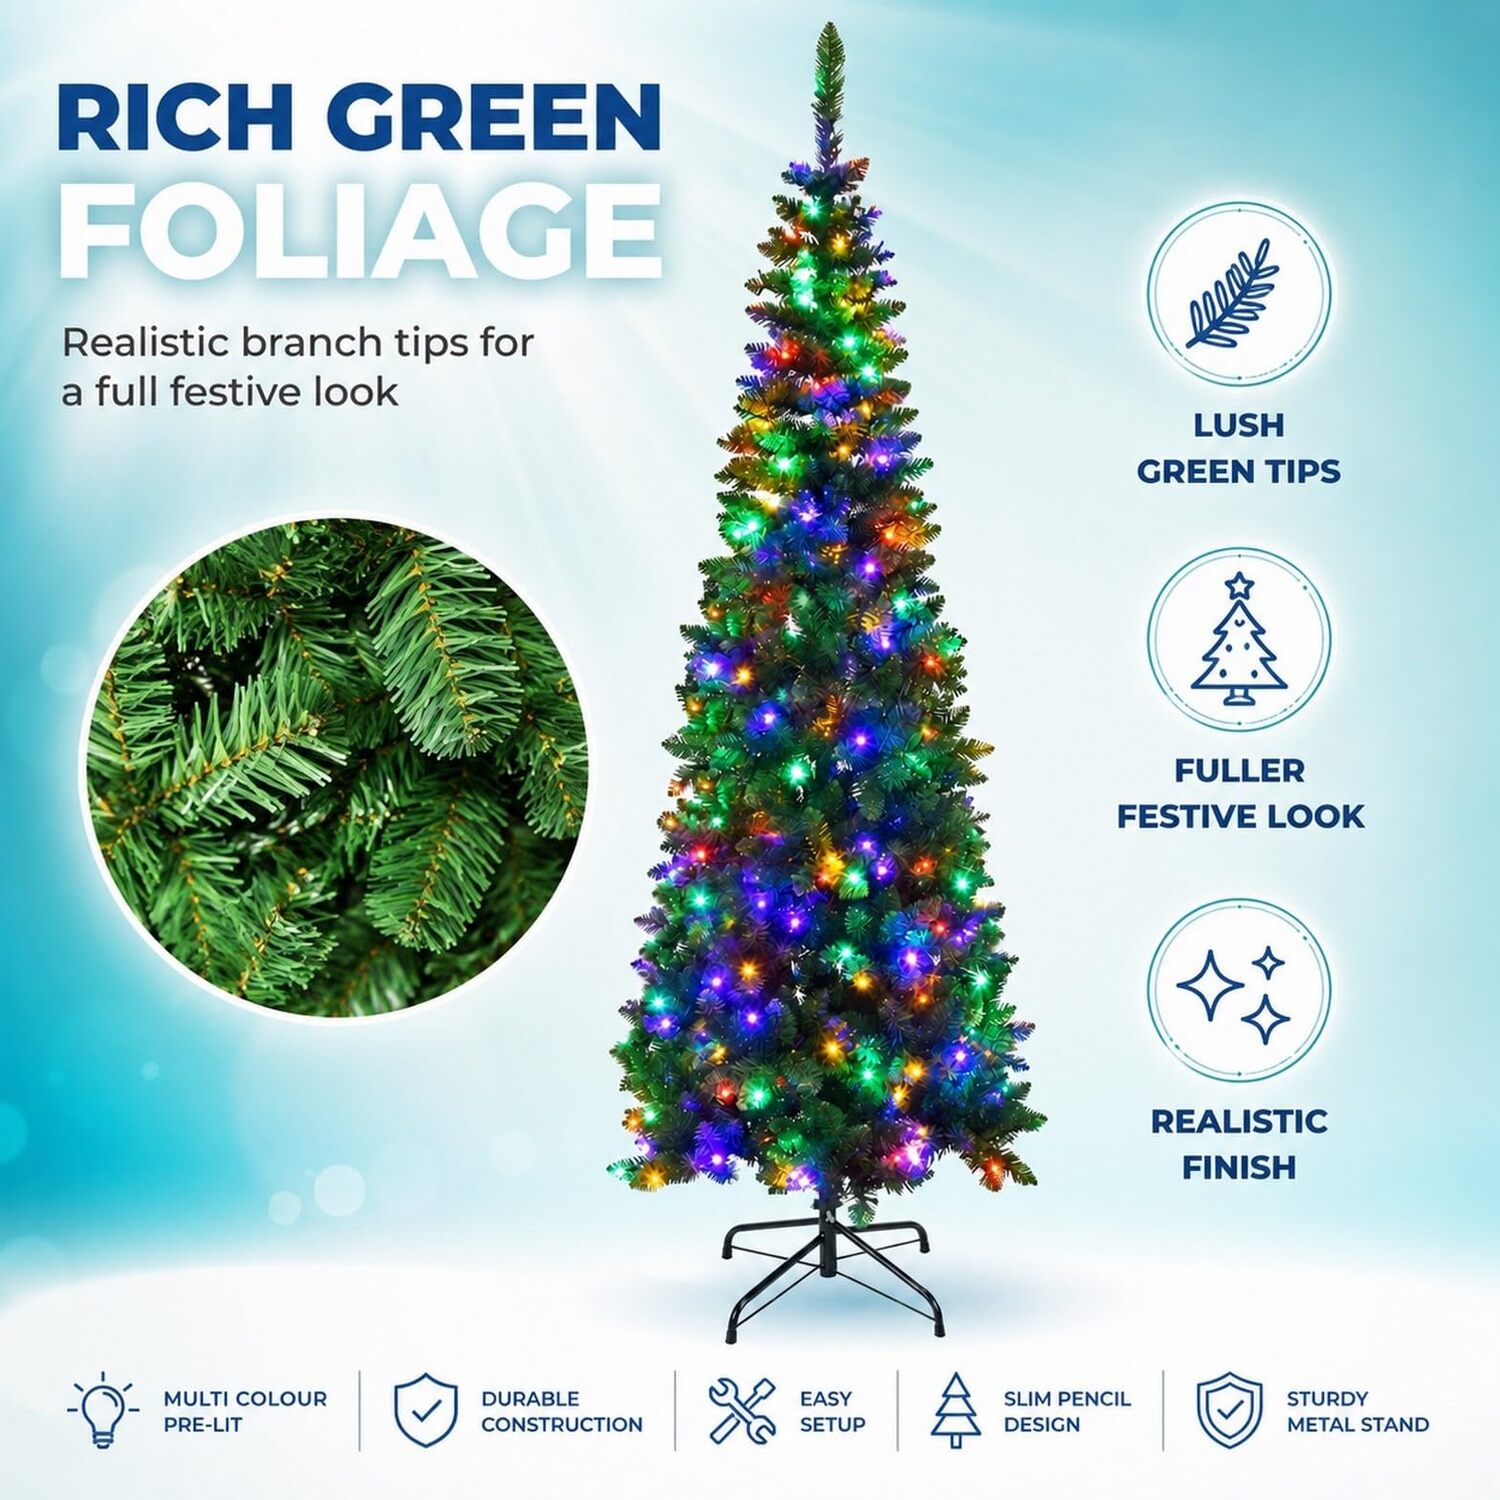 RICH GREEN
FOLIAGE
Realistic branch tips for
a full festive look
LUSH
GREEN TIPS
FULLER
FESTIVE LOOK
REALISTIC
FINISH
MULTI COLOUR
PRE-LIT
DURABLE
CONSTRUCTION
EASY
SETUP
SLIM PENCIL
DESIGN
STURDY
METAL STAND